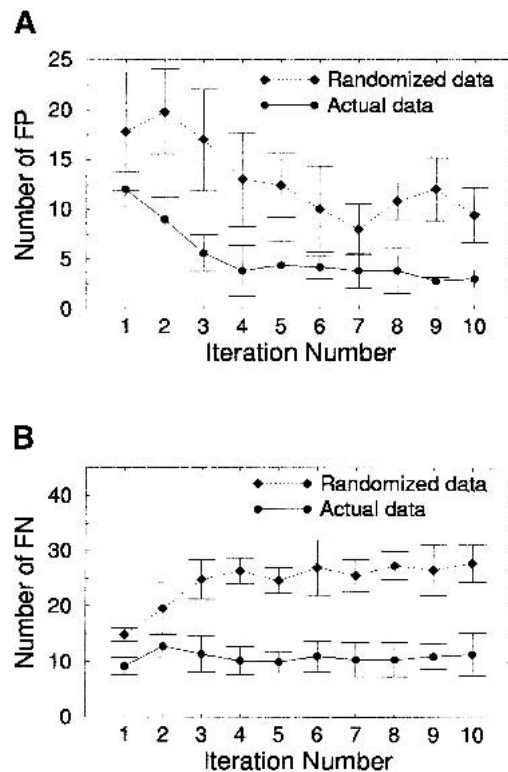 A
25
20
15
10
5
0
Number of FP
Randomized data
Actual data
1 2 3 4 5 6 7 8 9 10
Iteration Number
B
40
30
20
10
0
Number of FN
Randomized data
Actual data
1 2 3 4 5 6 7 8 9 10
Iteration Number